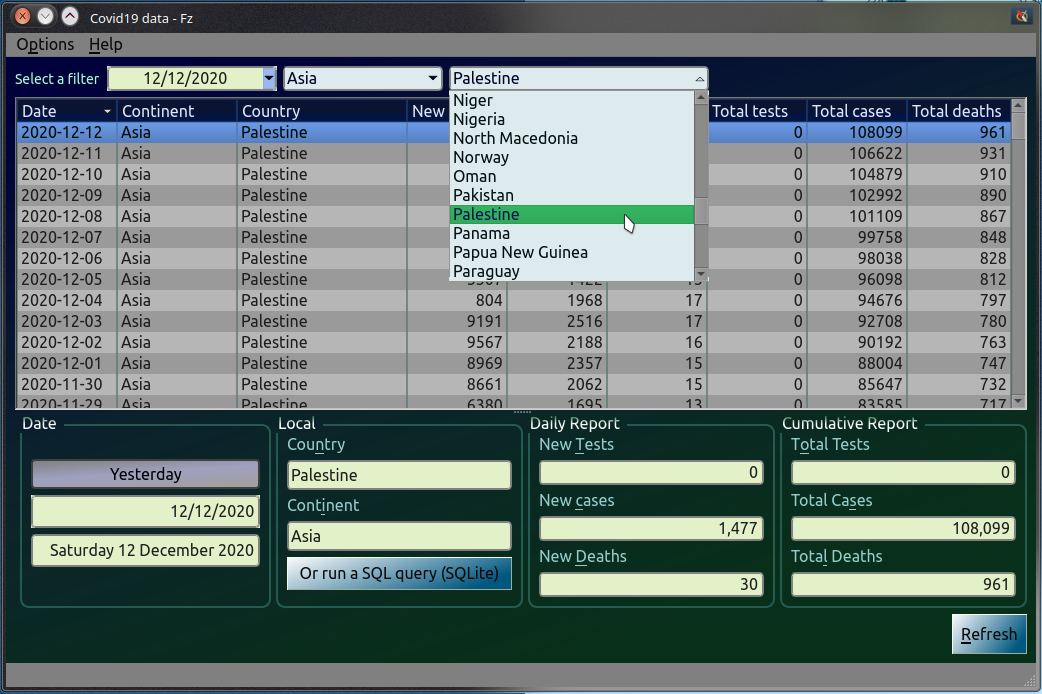 Covid19 data - Fz
Options Help
Select a filter 12/12/2020 Asia Palestine
Date Continent Country New Total tests Total cases Total deaths
Niger
Nigeria
North Macedonia
Norway
Oman
Pakistan
Palestine
Panama
Papua New Guinea
Paraguay
2020-12-12 Asia Palestine 0 108099 961
2020-12-11 Asia Palestine 0 106622 931
2020-12-10 Asia Palestine 0 104879 910
2020-12-09 Asia Palestine 0 102992 890
2020-12-08 Asia Palestine 0 101109 867
2020-12-07 Asia Palestine 0 99758 848
2020-12-06 Asia Palestine 0 98038 828
2020-12-05 Asia Palestine 0 96098 812
2020-12-04 Asia Palestine 804 1968 17 0 94676 797
2020-12-03 Asia Palestine 9191 2516 17 0 92708 780
2020-12-02 Asia Palestine 9567 2188 16 0 90192 763
2020-12-01 Asia Palestine 8969 2357 15 0 88004 747
2020-11-30 Asia Palestine 8661 2062 15 0 85647 732
2020-11-29 Asia Palestine 6380 1695 13 0 83585 717
Date
Yesterday
12/12/2020
Saturday 12 December 2020
Local
Country
Palestine
Continent
Asia
Or run a SQL query (SQLite)
Daily Report
New Tests
0
New cases
1,477
New Deaths
30
Cumulative Report
Total Tests
0
Total Cases
108,099
Total Deaths
961
Refresh